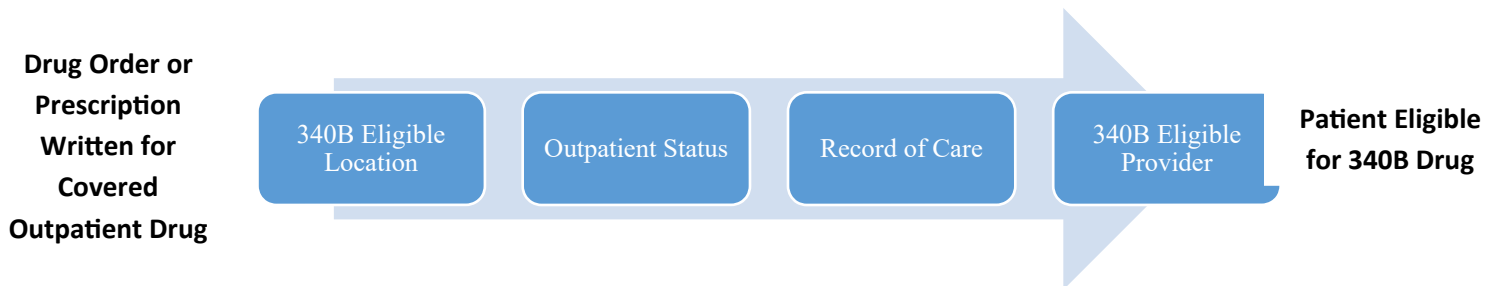 Drug Order or
Prescription
Written for
Covered
Outpatient Drug
340B Eligible
Location
Outpatient Status
Record of Care
340B Eligible
Provider
Patient Eligible
for 340B Drug